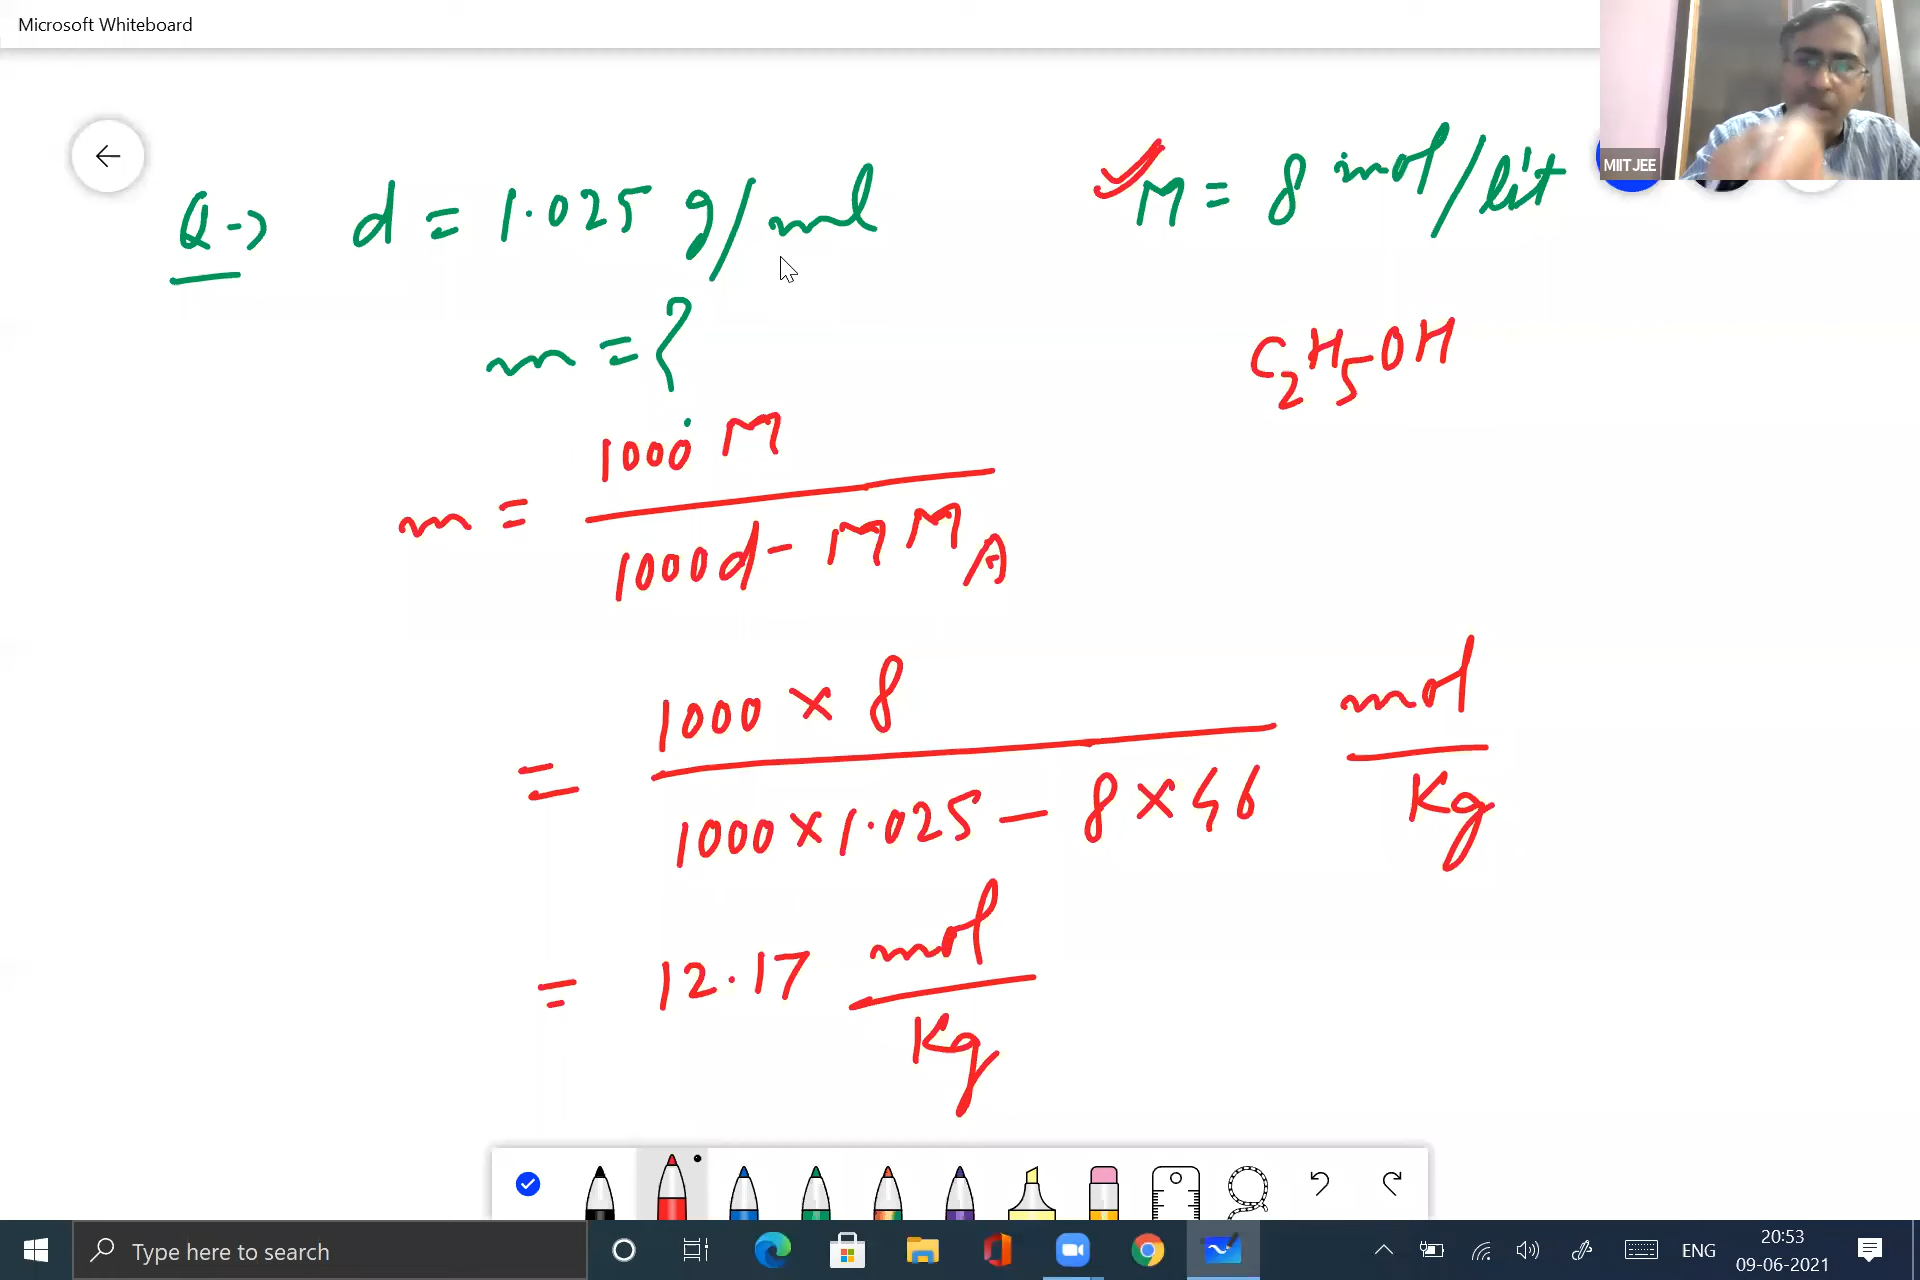 Microsoft Whiteboard
MIIT JEE
Q-> d = 1.025 g/ml
M = 8 mol/lit
m = ?
C2H5OH
m = 1000 M
1000d - M MA
= 1000 × 8 mol
1000 × 1.025 - 8 × 46 Kg
= 12.17 mol
Kg
Type here to search
ENG
20:53
09-06-2021